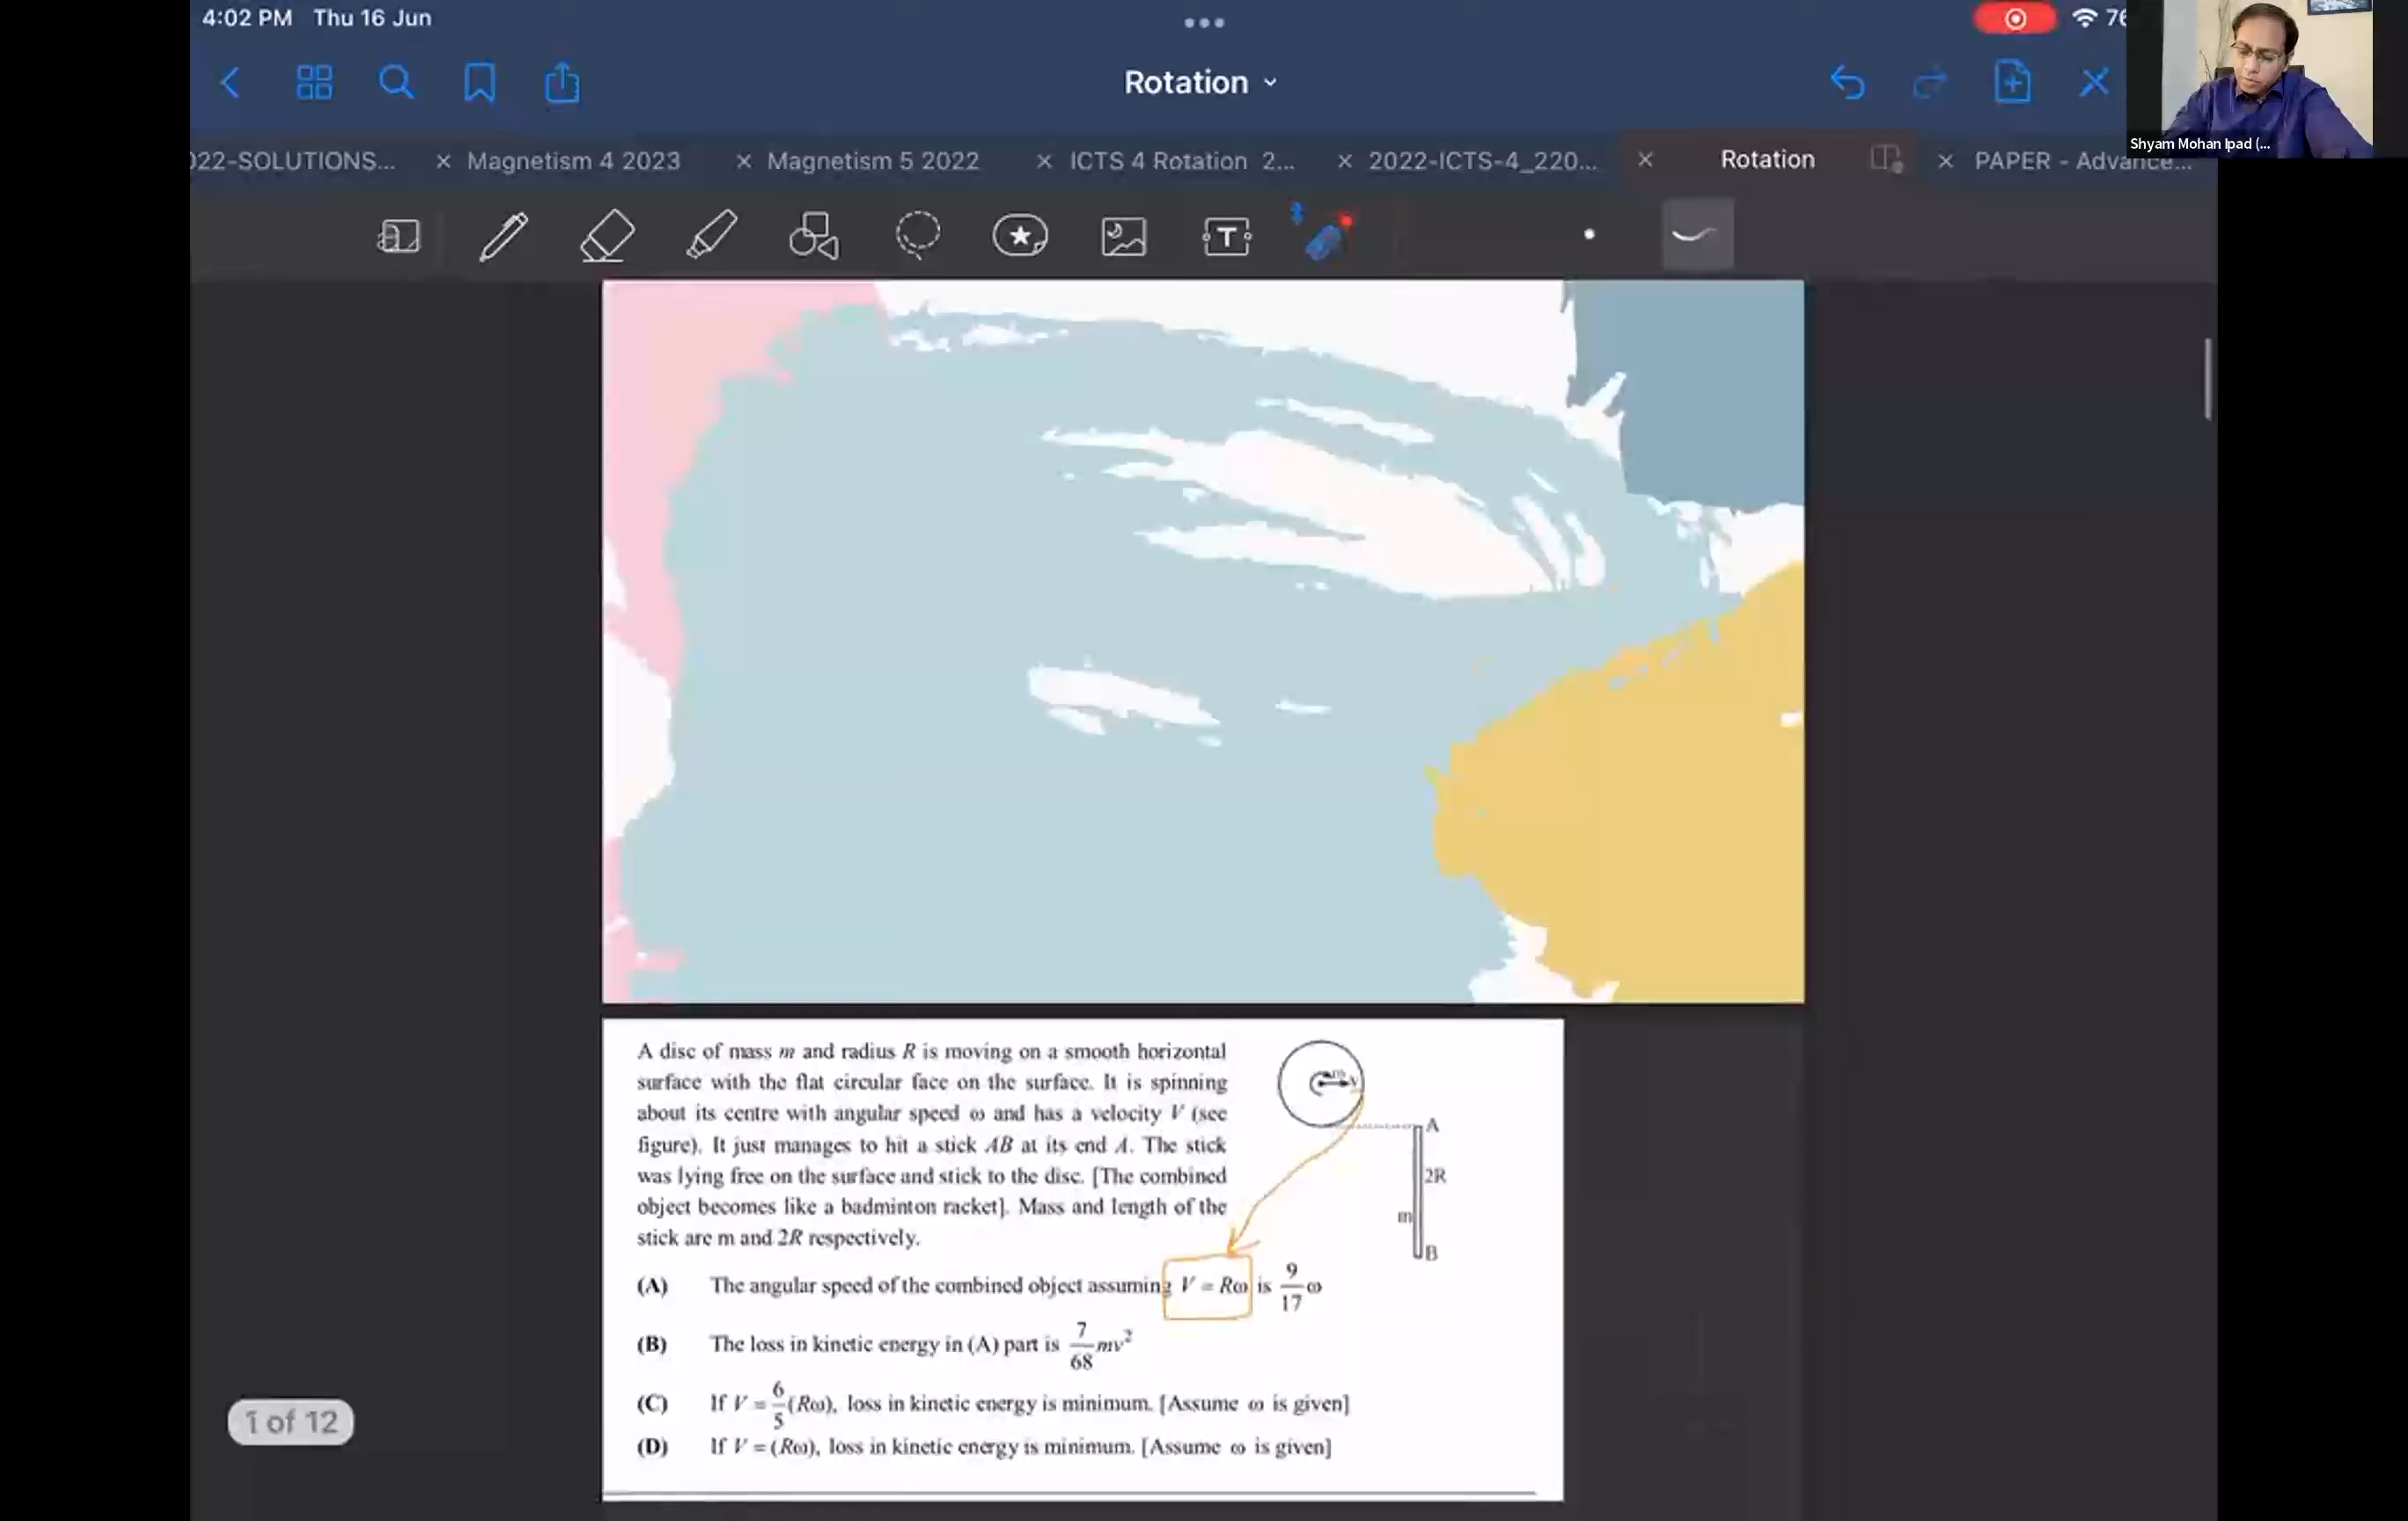 4:02 PM Thu 16 Jun
Rotation
022-SOLUTIONS...
Magnetism 4 2023
Magnetism 5 2022
ICTS 4 Rotation 2...
2022-ICTS-4_220...
Rotation
PAPER - Advance...
Shyam Mohan Ipad (...
T
A disc of mass m and radius R is moving on a smooth horizontal
surface with the flat circular face on the surface. It is spinning
about its centre with angular speed ω and has a velocity V (see
figure). It just manages to hit a stick AB at its end A. The stick
was lying free on the surface and stick to the disc. [The combined
object becomes like a badminton racket]. Mass and length of the
stick are m and 2R respectively.
A
2R
m
B
(A) The angular speed of the combined object assuming V = Rω is 9/17 ω
(B) The loss in kinetic energy in (A) part is 7/68 mv²
(C) If V = 6/5 (Rω), loss in kinetic energy is minimum. [Assume ω is given]
(D) If V = (Rω), loss in kinetic energy is minimum. [Assume ω is given]
1 of 12